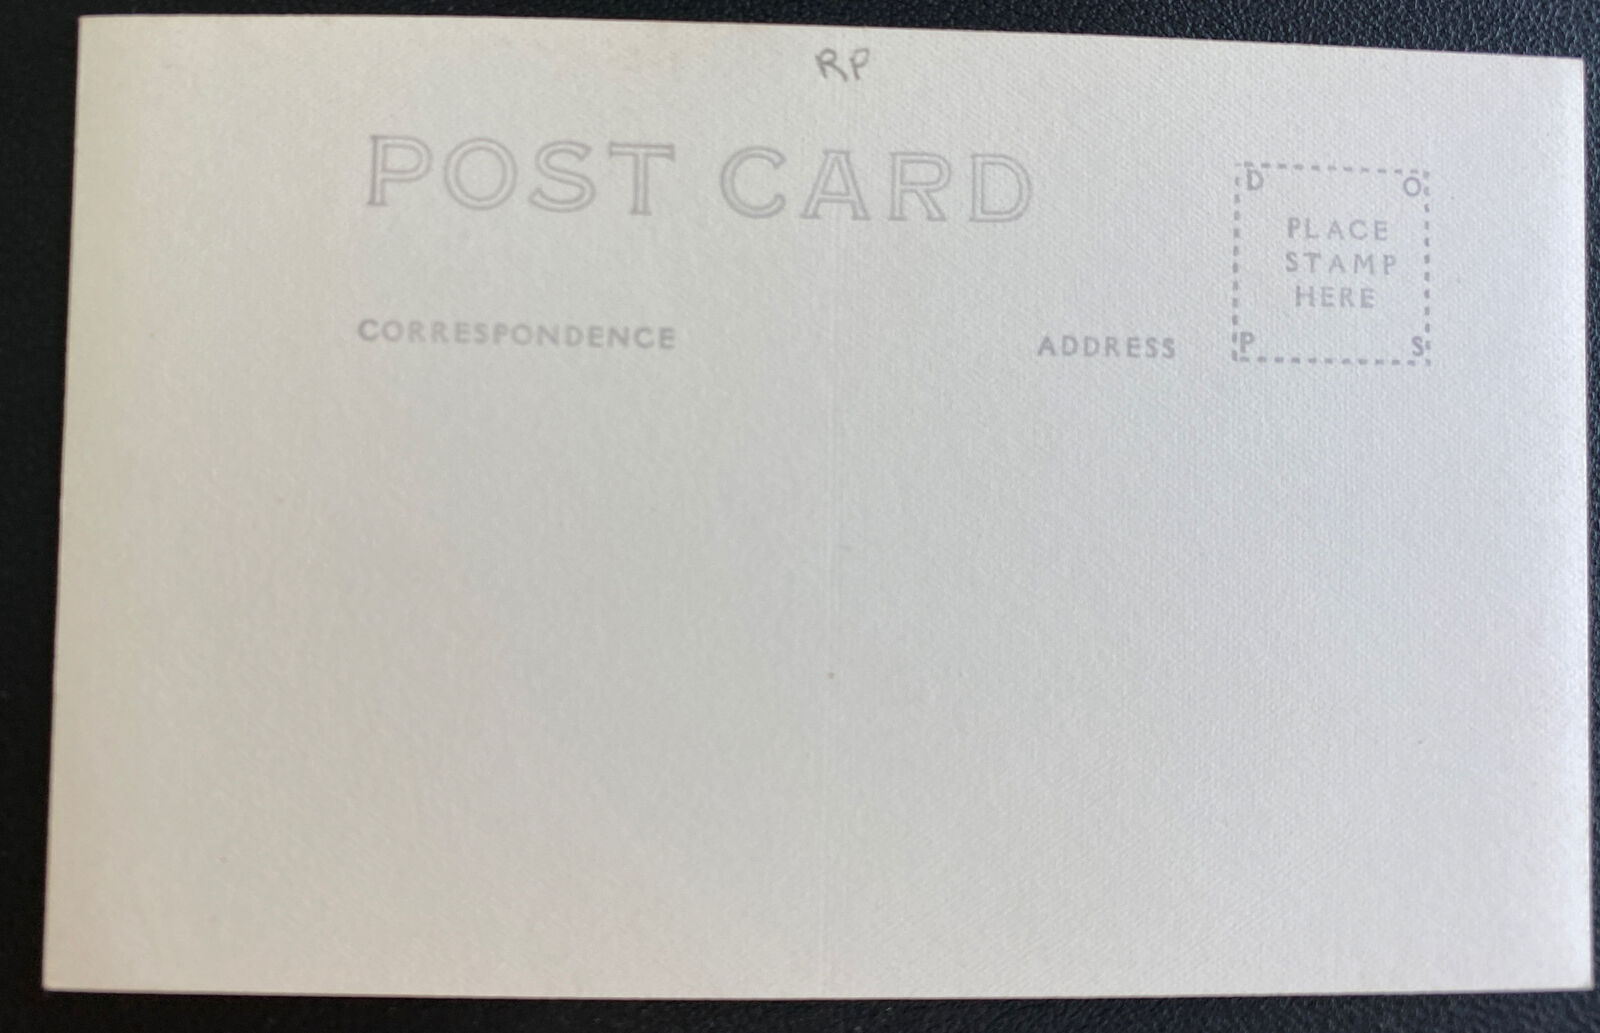 RP
POST CARD
D O
PLACE
STAMP
HERE
P S
CORRESPONDENCE
ADDRESS